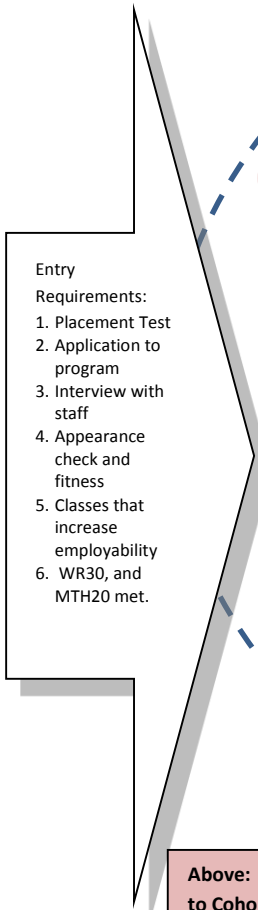 Entry
Requirements:
1. Placement Test
2. Application to
program
3. Interview with
staff
4. Appearance
check and
fitness
5. Classes that
increase
employability
6. WR30, and
MTH20 met.
Above:
to Coho